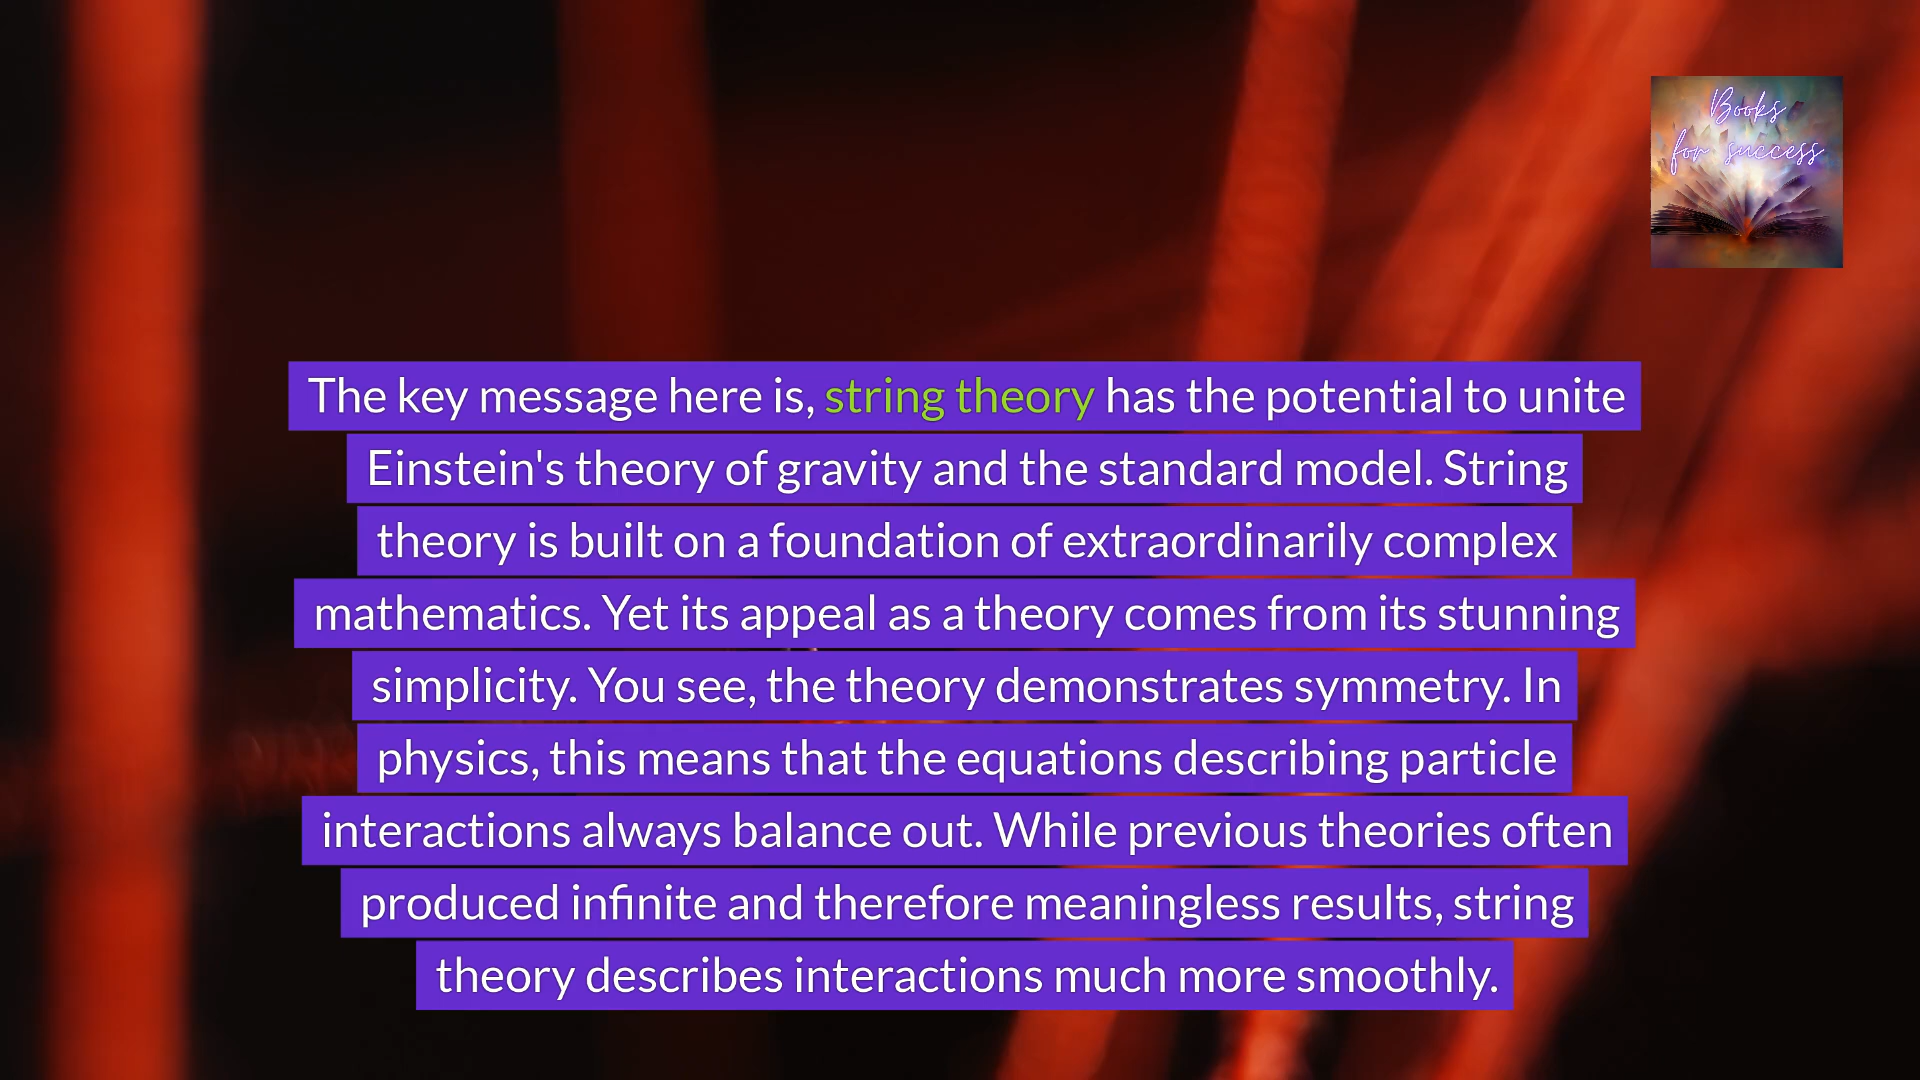 Books
for success
The key message here is, string theory has the potential to unite
Einstein's theory of gravity and the standard model. String
theory is built on a foundation of extraordinarily complex
mathematics. Yet its appeal as a theory comes from its stunning
simplicity. You see, the theory demonstrates symmetry. In
physics, this means that the equations describing particle
interactions always balance out. While previous theories often
produced infinite and therefore meaningless results, string
theory describes interactions much more smoothly.